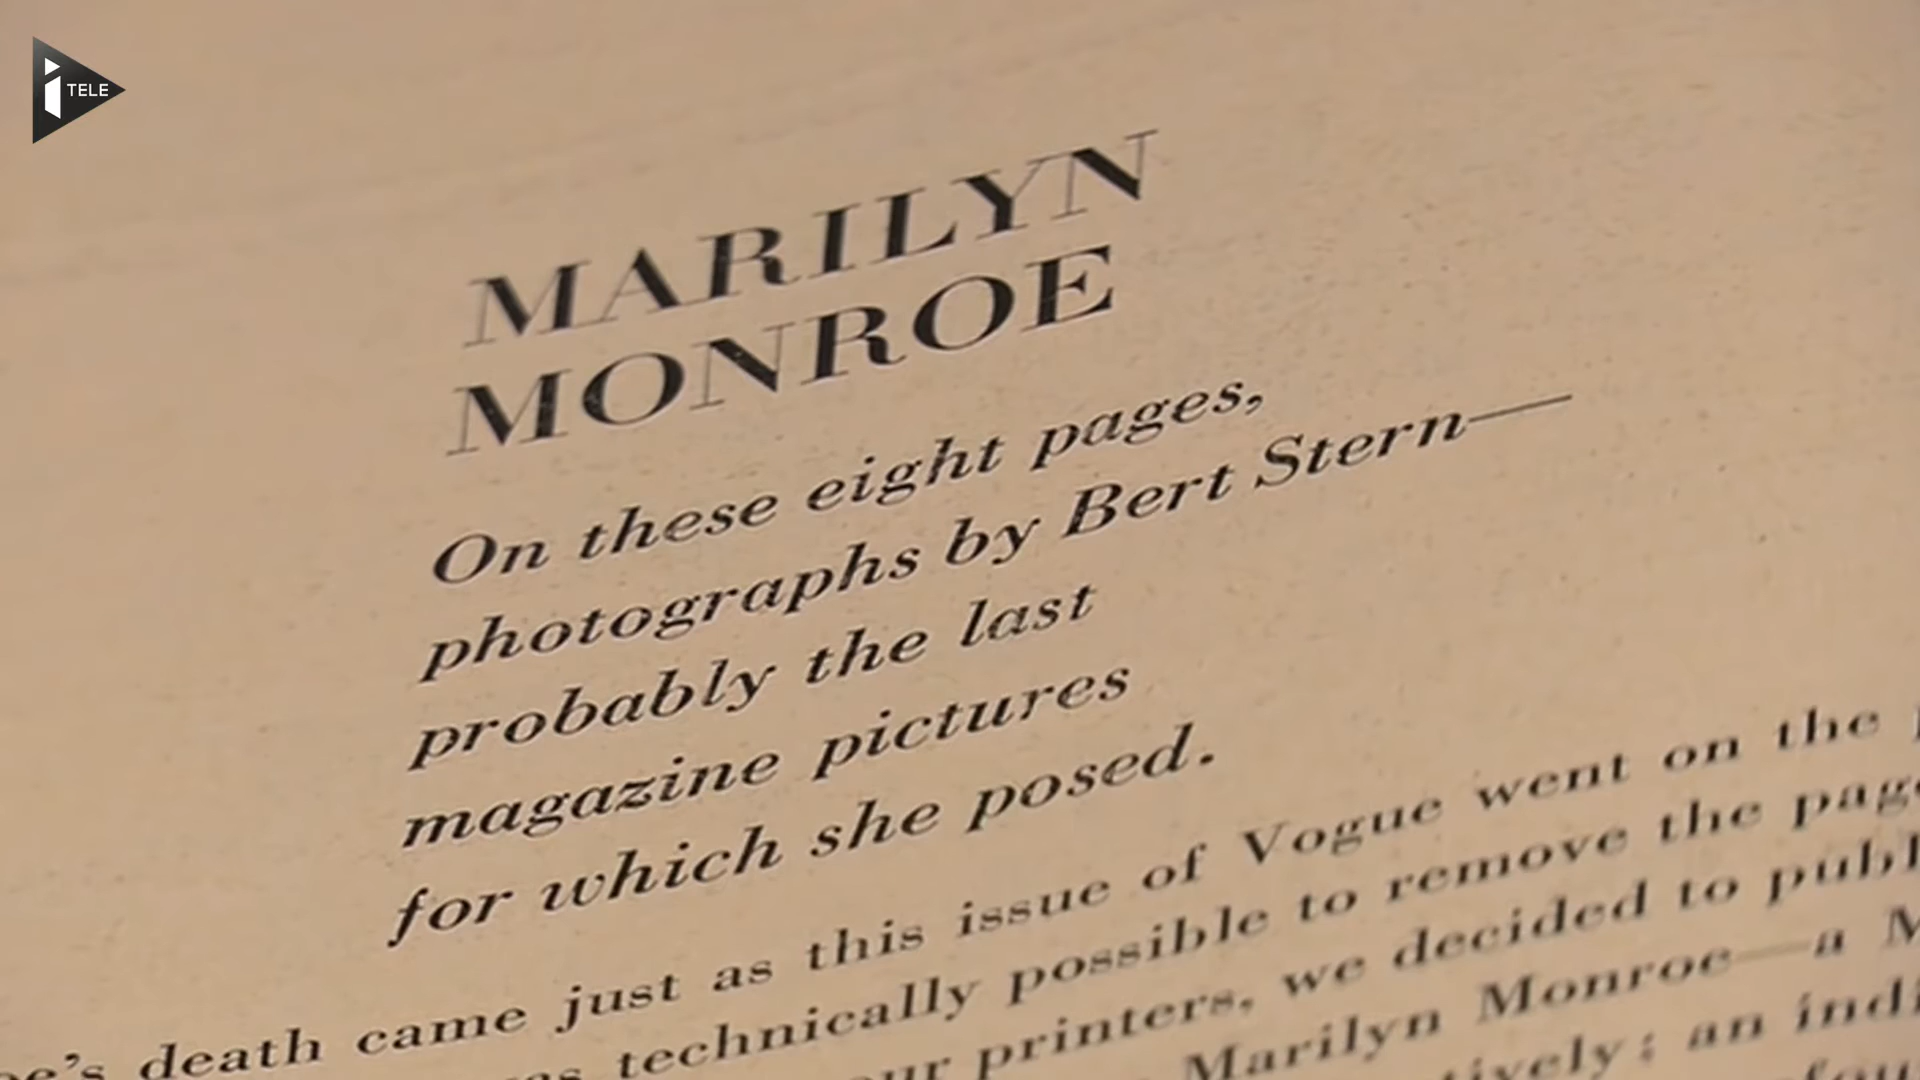 i TELE
MARILYN
MONROE
On these eight pages,
photographs by Bert Stern—
probably the last
magazine pictures
for which she posed.
death came just as this issue of Vogue went on the
technically possible to remove the
printers, we decided to
Marilyn Monroe—a
an